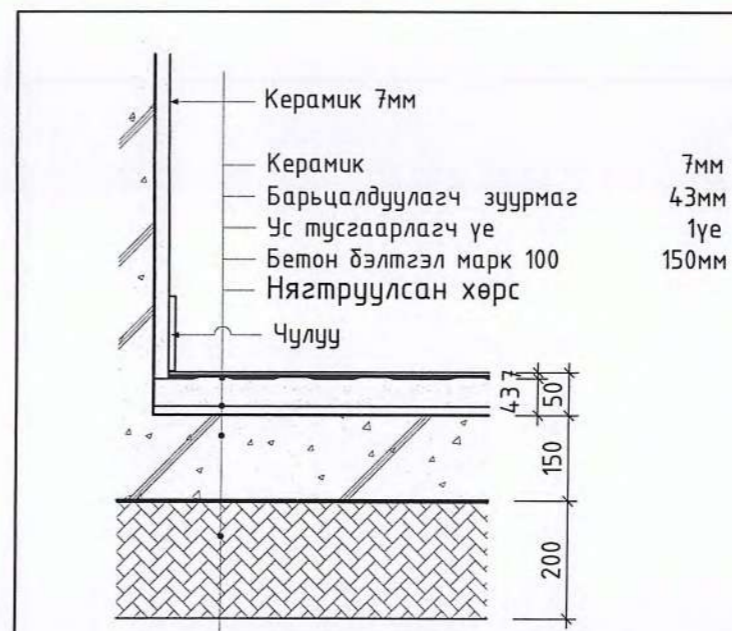 Керамик 7мм
Керамик 7мм
Барьцалдуулагч зуурмаг 43мм
Ус тусгаарлагч үе 1үе
Бетон бэлтгэл марк 100 150мм
Нягтруулсан хөрс
Чулуу
7
43
50
150
200